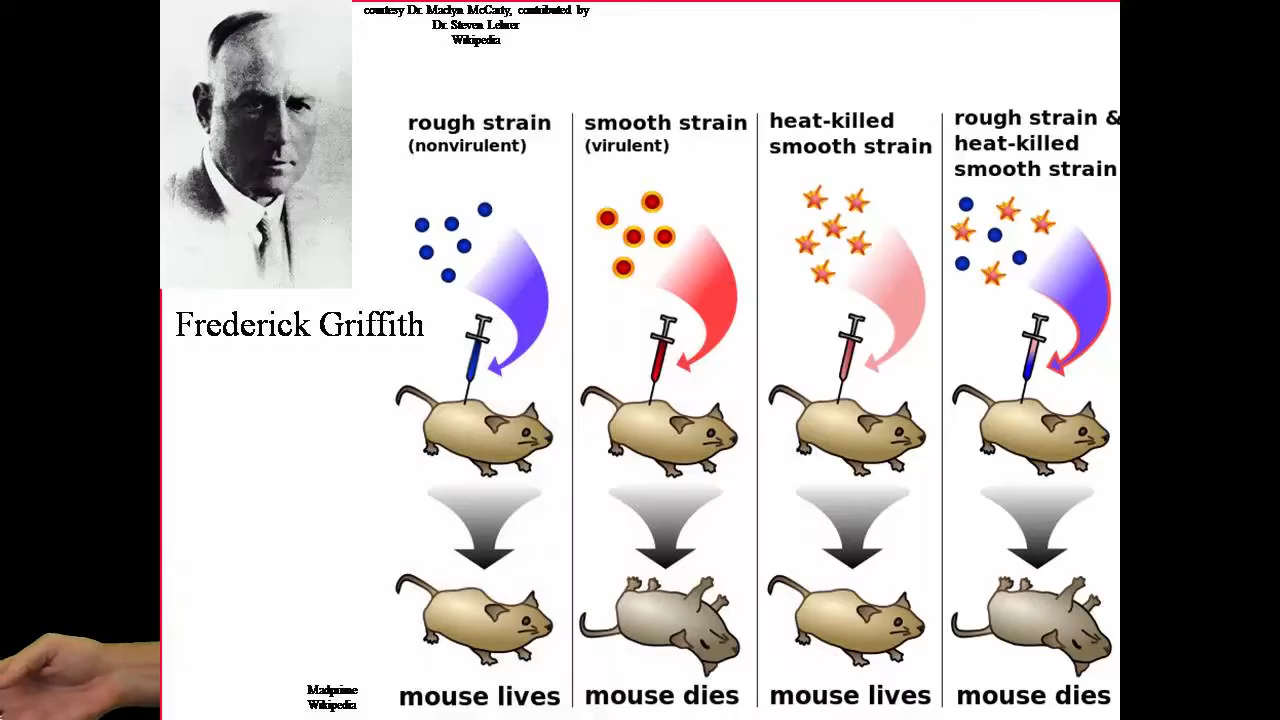 courtesy Dr. Maclyn McCarty, contributed by
Dr. Steven Lehrer
Wikipedia
Frederick Griffith
rough strain
(nonvirulent)
smooth strain
(virulent)
heat-killed
smooth strain
rough strain &
heat-killed
smooth strain
mouse lives
mouse dies
mouse lives
mouse dies
Madprime
Wikipedia